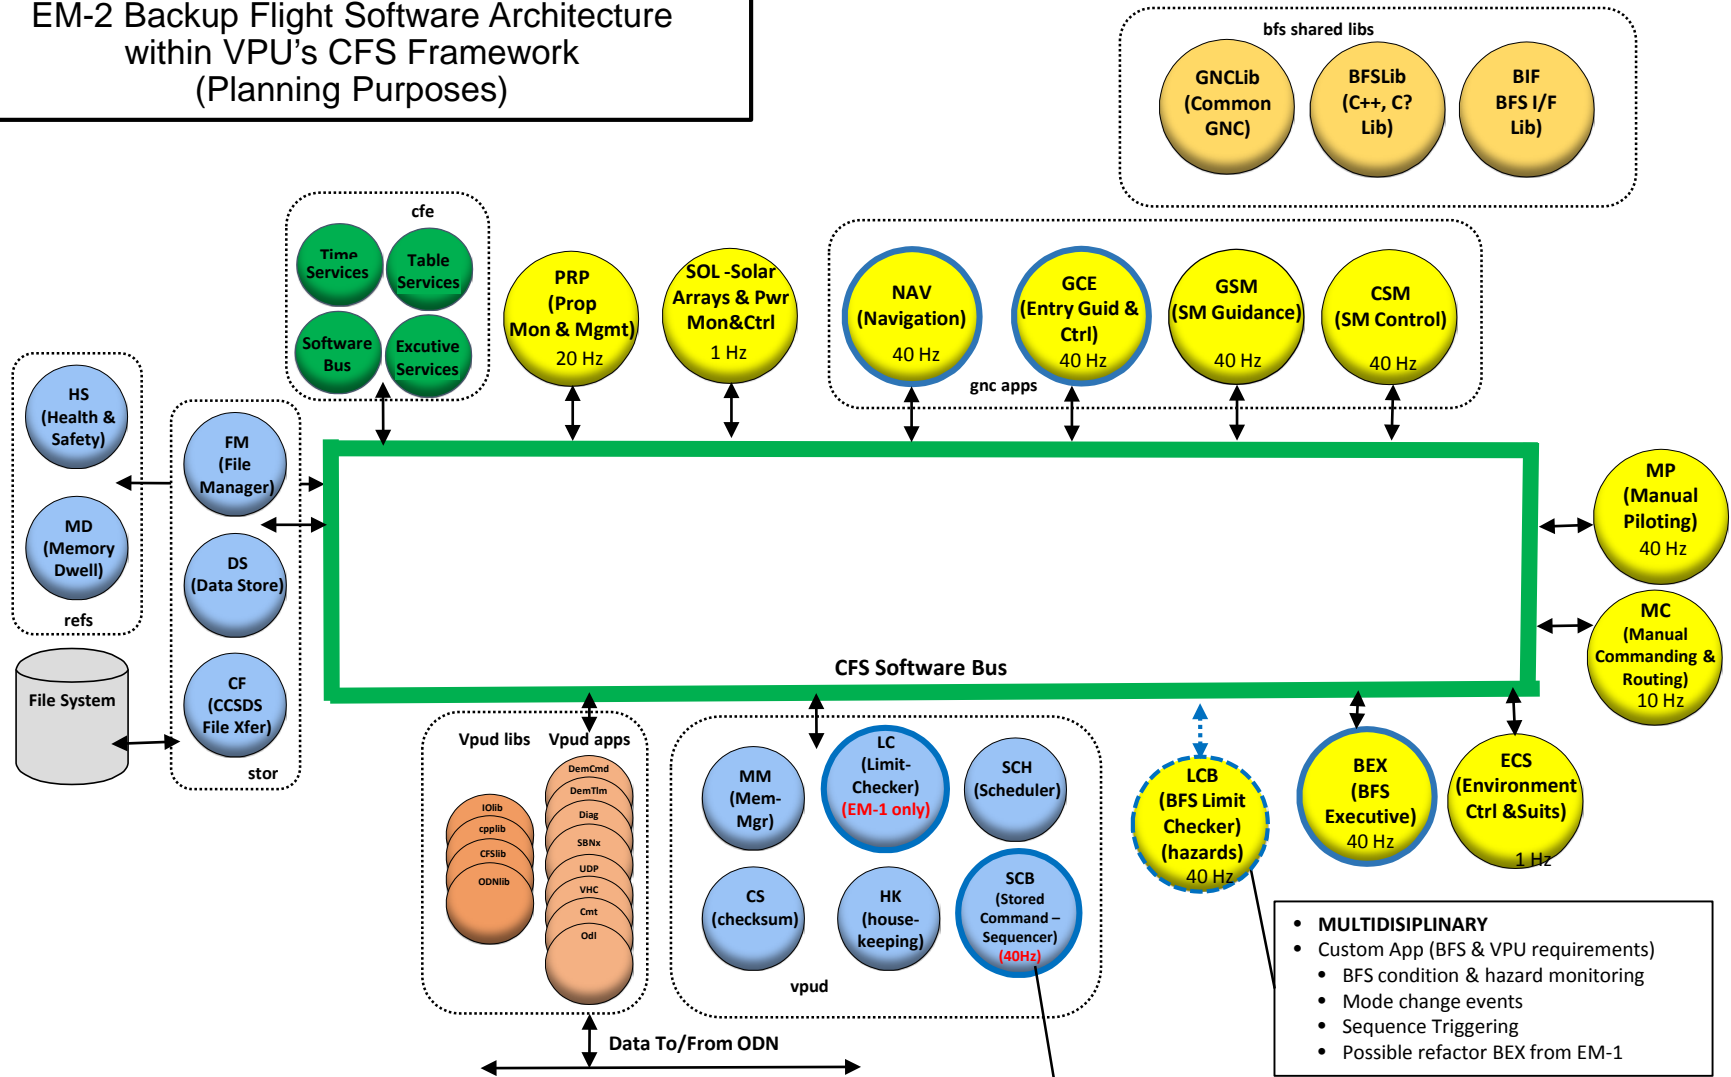 EM-2 Backup Flight Software Architecture
within VPU's CFS Framework
(Planning Purposes)
bfs shared libs
GNCLib
(Common
GNC)
BFSLib
(C++, C?
Lib)
BIF
BFS I/F
Lib)
cfe
Time
Services
Table
Services
Software
Bus
Excutive
Services
PRP
(Prop
Mon & Mgmt)
20 Hz
SOL -Solar
Arrays & Pwr
Mon&Ctrl
1 Hz
NAV
(Navigation)
40 Hz
GCE
(Entry Guid &
Ctrl)
40 Hz
GSM
(SM Guidance)
40 Hz
CSM
(SM Control)
40 Hz
gnc apps
HS
(Health &
Safety)
MD
(Memory
Dwell)
refs
FM
(File
Manager)
DS
(Data Store)
CF
(CCSDS
File Xfer)
stor
File System
CFS Software Bus
MP
(Manual
Piloting)
40 Hz
MC
(Manual
Commanding &
Routing)
10 Hz
Vpud libs
IOlib
cpplib
CFSlib
ODNlib
Vpud apps
DemCmd
DemTlm
Diag
SBNx
UDP
VHC
Cmt
Odl
MM
(Mem-
Mgr)
LC
(Limit-
Checker)
(EM-1 only)
SCH
(Scheduler)
CS
(checksum)
HK
(house-
keeping)
SCB
(Stored
Command –
Sequencer)
(40Hz)
vpud
LCB
(BFS Limit
Checker)
(hazards)
40 Hz
BEX
(BFS
Executive)
40 Hz
ECS
(Environment
Ctrl &Suits)
1 Hz
Data To/From ODN
• MULTIDISIPLINARY
• Custom App (BFS & VPU requirements)
• BFS condition & hazard monitoring
• Mode change events
• Sequence Triggering
• Possible refactor BEX from EM-1